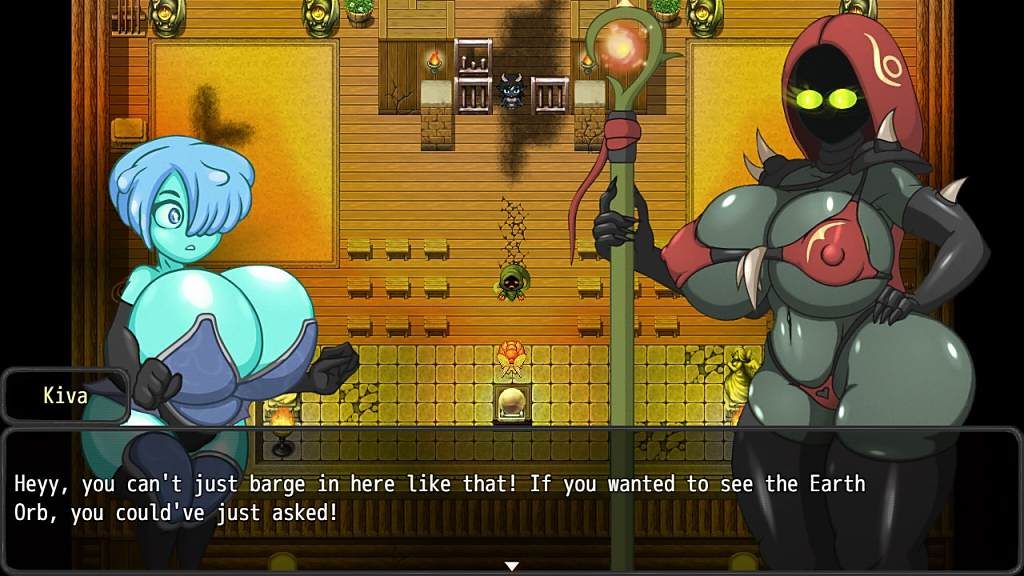 Kiva
Heyy, you can't just barge in here like that! If you wanted to see the Earth
Orb, you could've just asked!